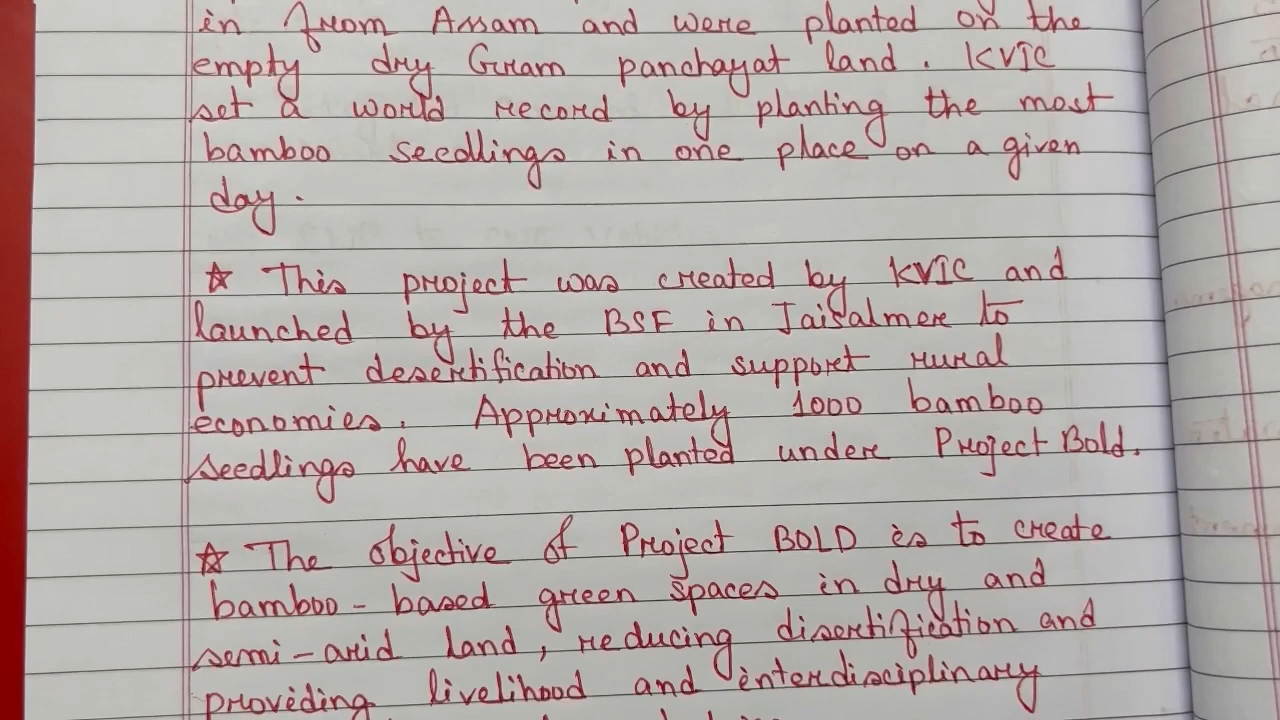 in from Assam and were planted on the
empty dry Gram panchayat land. KVIC
set a world record by planting the most
bamboo seedlings in one place on a given
day.
☆ This project was created by KVIC and
launched by the BSF in Jaisalmer to
prevent desertification and support rural
economies. Approximately 1000 bamboo
seedlings have been planted under Project Bold.
☆ The objective of Project BOLD is to create
bamboo-based green spaces in dry and
semi-arid land, reducing disertification and
providing livelihood and interdisciplinary